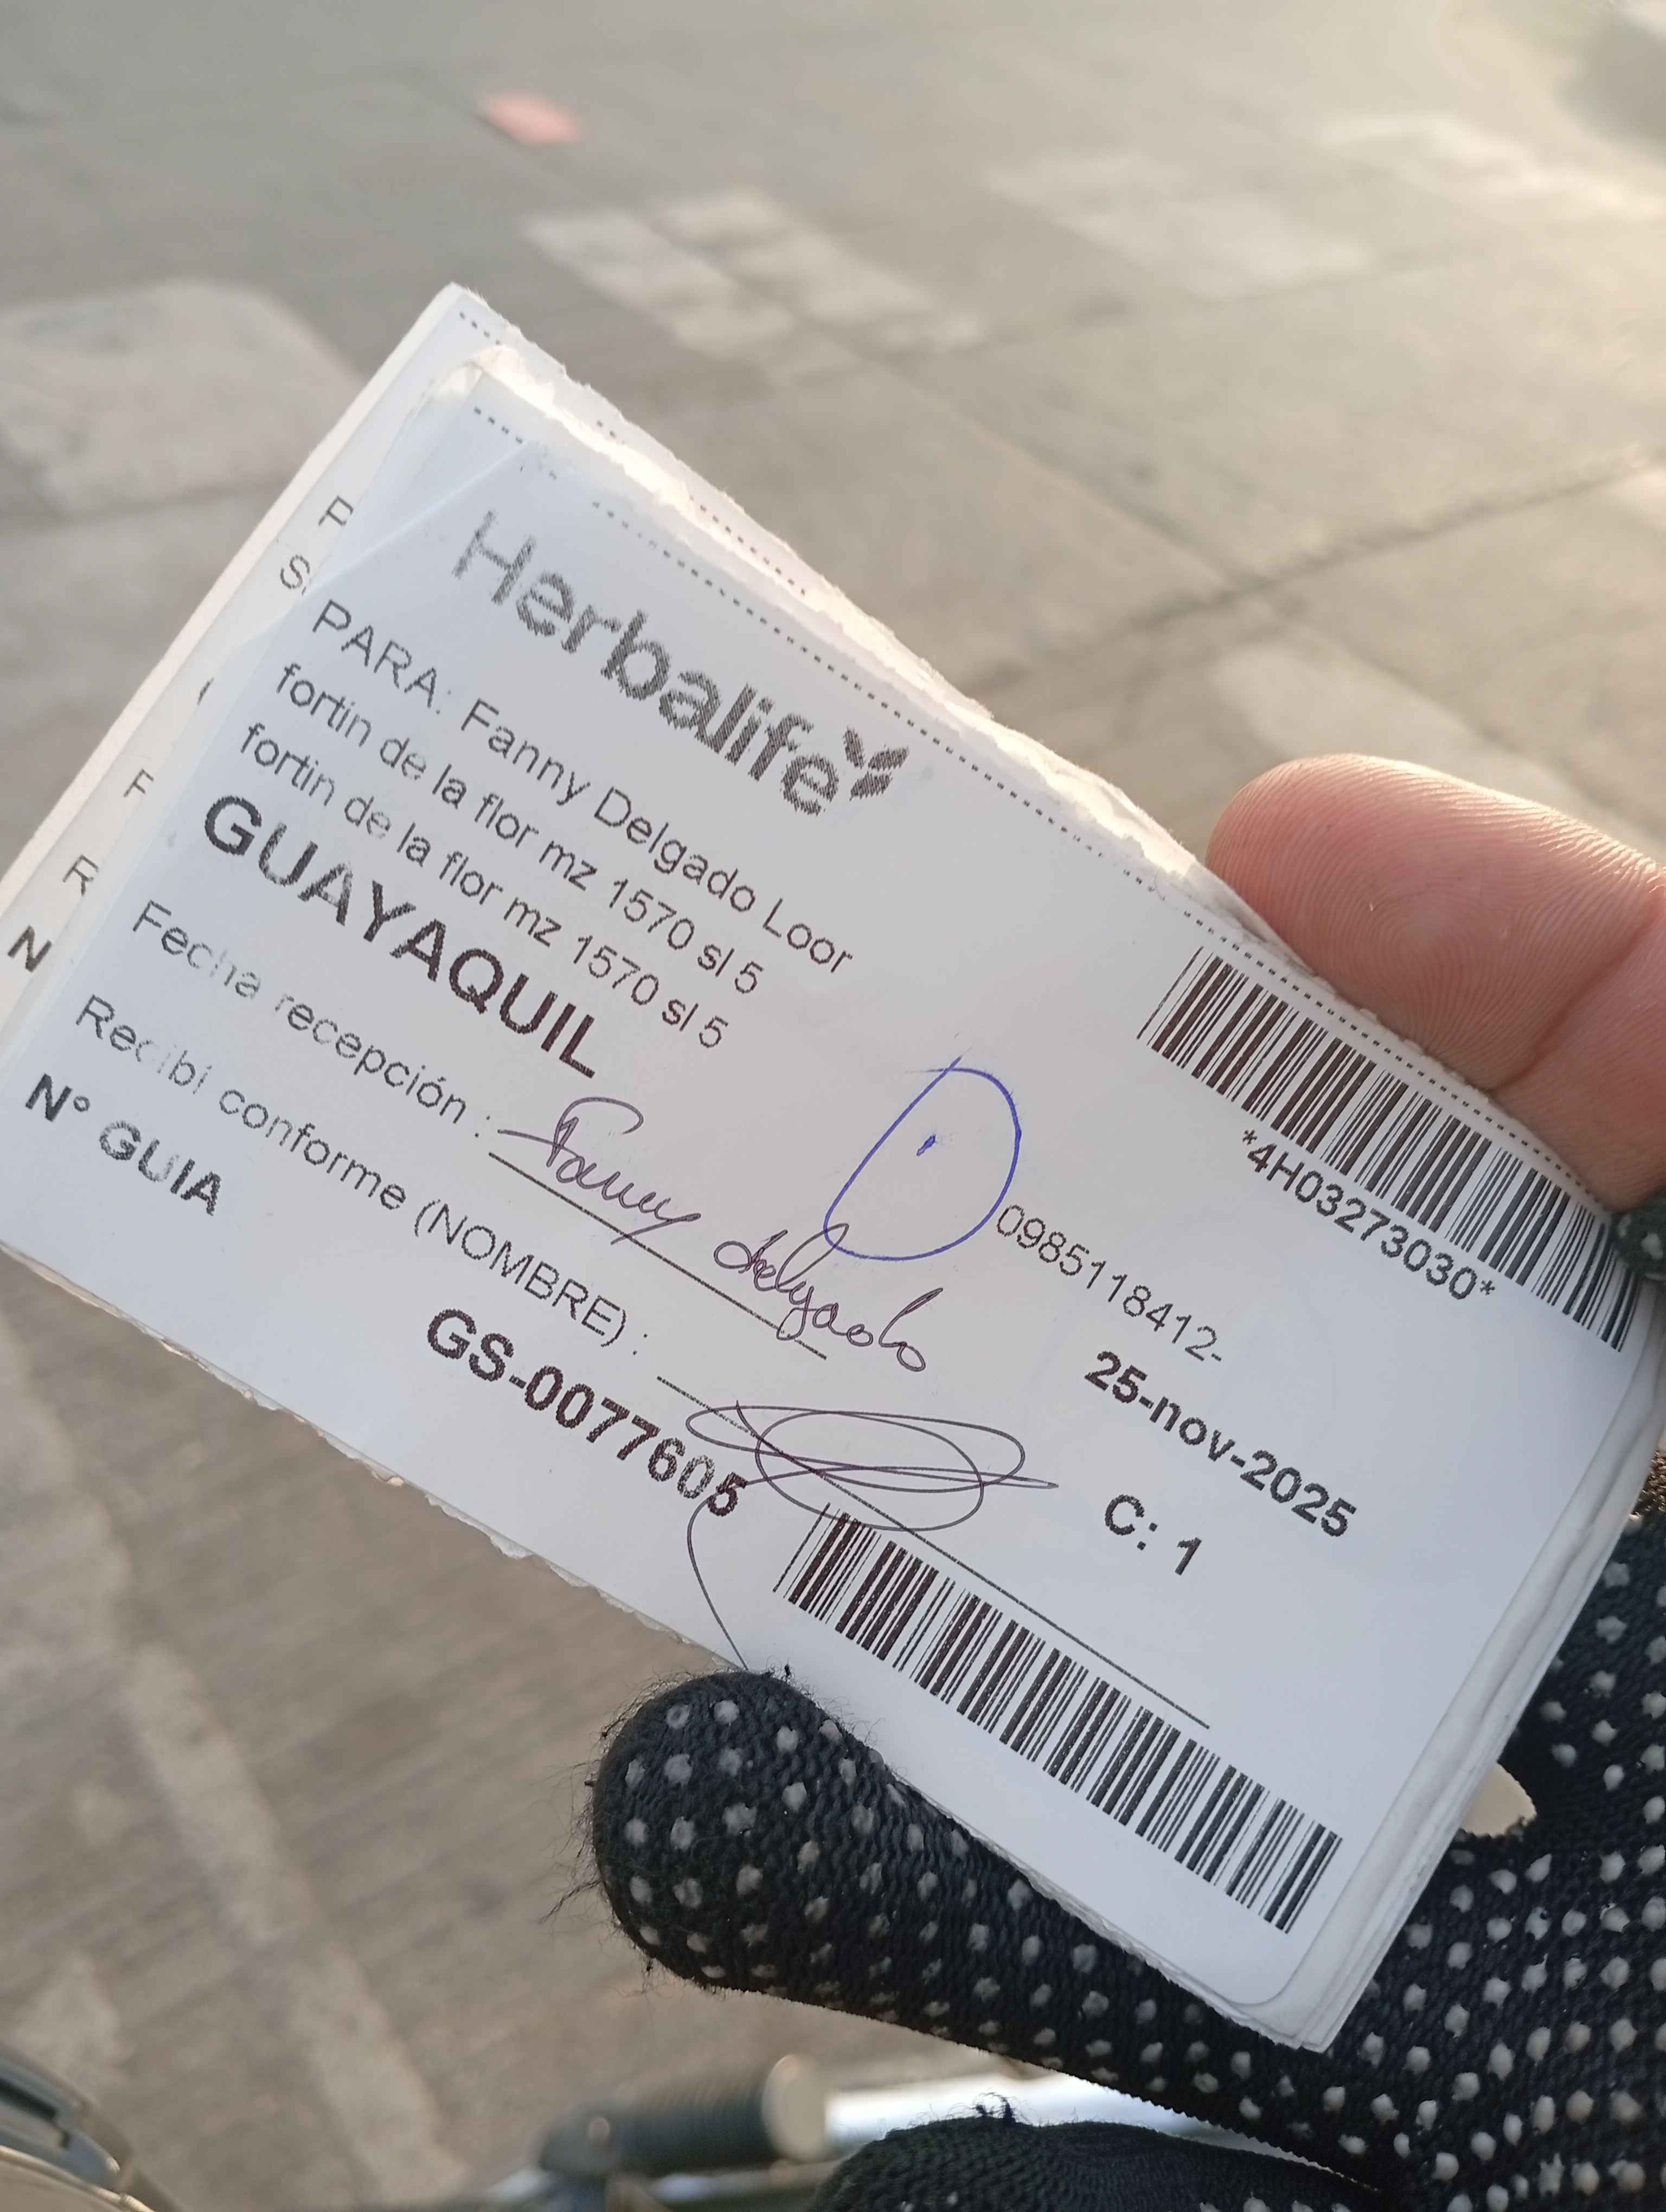 Herbalife
PARA: Fanny Delgado Loor
fortin de la flor mz 1570 sl 5
fortin de la flor mz 1570 sl 5
GUAYAQUIL
*4H03273030*
0985118412-
Fecha recepción : Fanny delgado
25-nov-2025
Recibí conforme (NOMBRE) :
C: 1
N° GUIA
GS-0077605
P
S
F
R
N